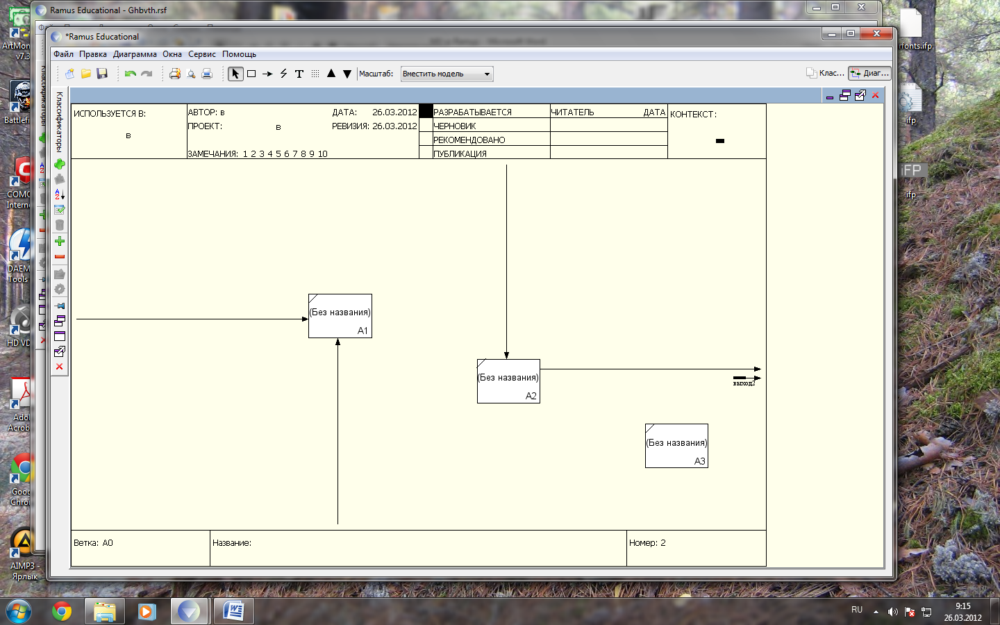 Ramus Educational - Ghbvth.rsf
*Ramus Educational
Файл Правка Диаграмма Окна Сервис Помощь
Масштаб: Вместить модель
Клас... Диаг...
Классификаторы
ИСПОЛЬЗУЕТСЯ В:
в
АВТОР: в ДАТА: 26.03.2012
ПРОЕКТ: в РЕВИЗИЯ: 26.03.2012
ЗАМЕЧАНИЯ: 1 2 3 4 5 6 7 8 9 10
РАЗРАБАТЫВАЕТСЯ
ЧЕРНОВИК
РЕКОМЕНДОВАНО
ПУБЛИКАЦИЯ
ЧИТАТЕЛЬ ДАТА
КОНТЕКСТ:
(Без названия)
A1
(Без названия)
A2
выход2
(Без названия)
A3
Ветка: A0
Название:
Номер: 2
ArtMon
v7.3
Battlefi
COMO
Intern
DAEM
Tools
HD VD
Ado
Acrob
Goog
Chro
AIMP3 -
Ярлык
rfonts.ifp
ifp
iFP
ifp
RU
9:15
26.03.2012